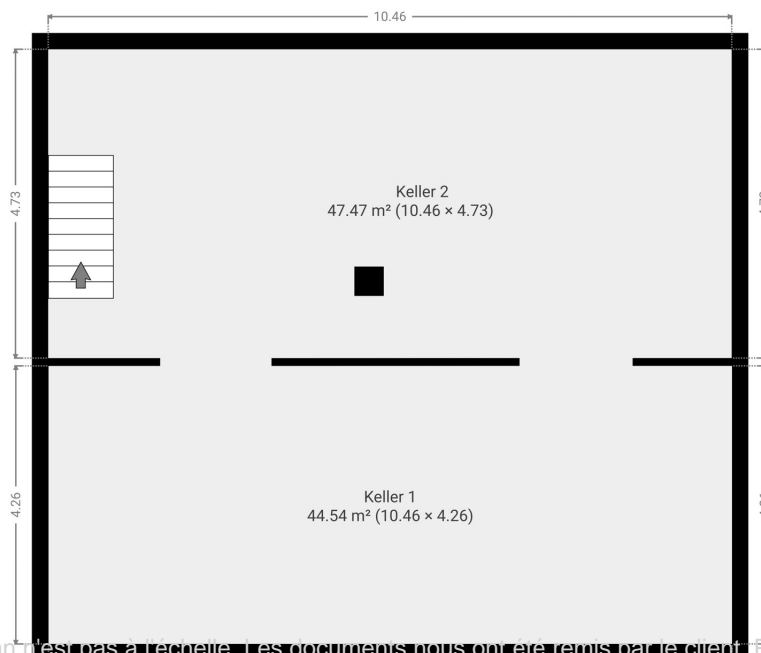 10.46
4.73
Keller 2
47.47 m² (10.46 × 4.73)
Keller 1
44.54 m² (10.46 × 4.26)
4.26
n'est pas à l'échelle. Les documents nous ont été remis par le client.